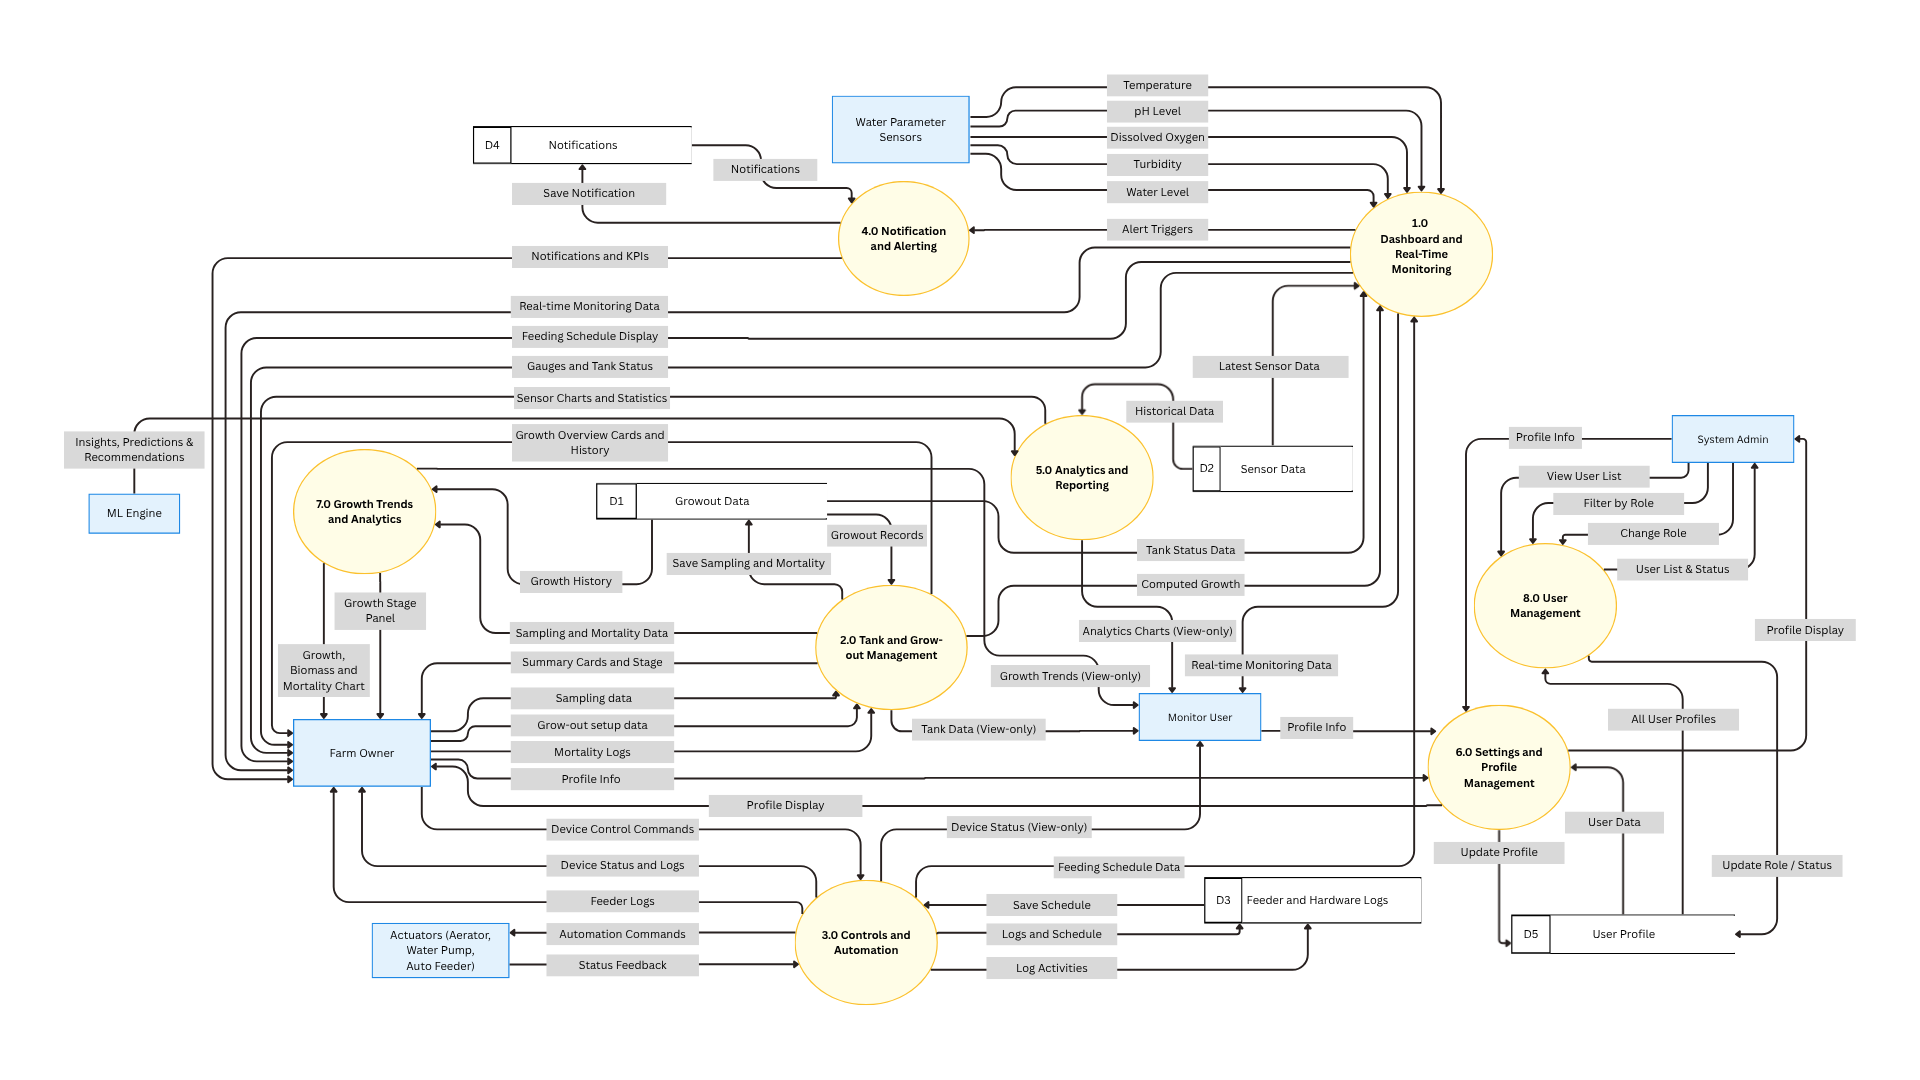 Temperature
pH Level
Dissolved Oxygen
Turbidity
Water Level
Water Parameter
Sensors
D4
Notifications
Notifications
Save Notification
4.0 Notification
and Alerting
Alert Triggers
1.0
Dashboard and
Real-Time
Monitoring
Notifications and KPIs
Real-time Monitoring Data
Feeding Schedule Display
Gauges and Tank Status
Sensor Charts and Statistics
Latest Sensor Data
Historical Data
Insights, Predictions &
Recommendations
Growth Overview Cards and
History
ML Engine
7.0 Growth Trends
and Analytics
D1
Growout Data
5.0 Analytics and
Reporting
D2
Sensor Data
Profile Info
System Admin
View User List
Filter by Role
Change Role
User List & Status
Growout Records
Save Sampling and Mortality
Growth History
Tank Status Data
Computed Growth
Growth Stage
Panel
Growth,
Biomass and
Mortality Chart
Sampling and Mortality Data
Summary Cards and Stage
2.0 Tank and Grow-
out Management
Analytics Charts (View-only)
Real-time Monitoring Data
Growth Trends (View-only)
8.0 User
Management
Profile Display
Sampling data
Grow-out setup data
Mortality Logs
Profile Info
Farm Owner
Tank Data (View-only)
Monitor User
Profile Info
All User Profiles
6.0 Settings and
Profile
Management
Profile Display
Device Control Commands
Device Status (View-only)
User Data
Update Profile
Device Status and Logs
Feeding Schedule Data
Update Role / Status
Feeder Logs
Save Schedule
D3
Feeder and Hardware Logs
Actuators (Aerator,
Water Pump,
Auto Feeder)
Automation Commands
3.0 Controls and
Automation
Logs and Schedule
D5
User Profile
Status Feedback
Log Activities